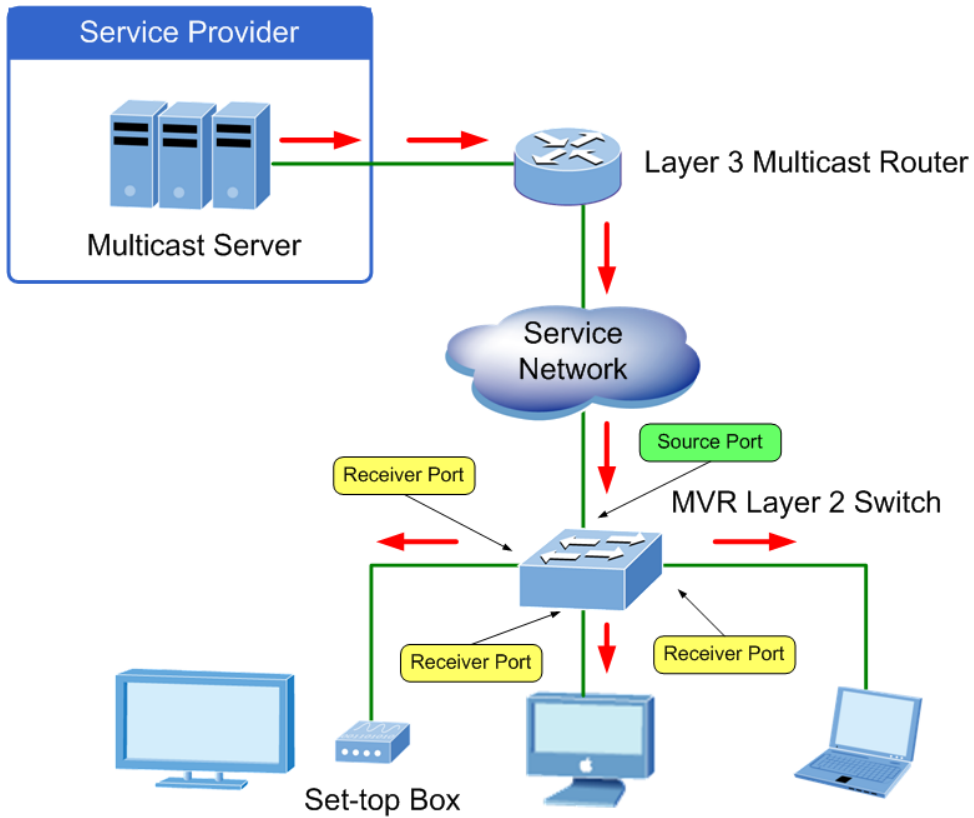 Service Provider
Multicast Server
Layer 3 Multicast Router
Service
Network
Source Port
Receiver Port
MVR Layer 2 Switch
Receiver Port
Receiver Port
Set-top Box